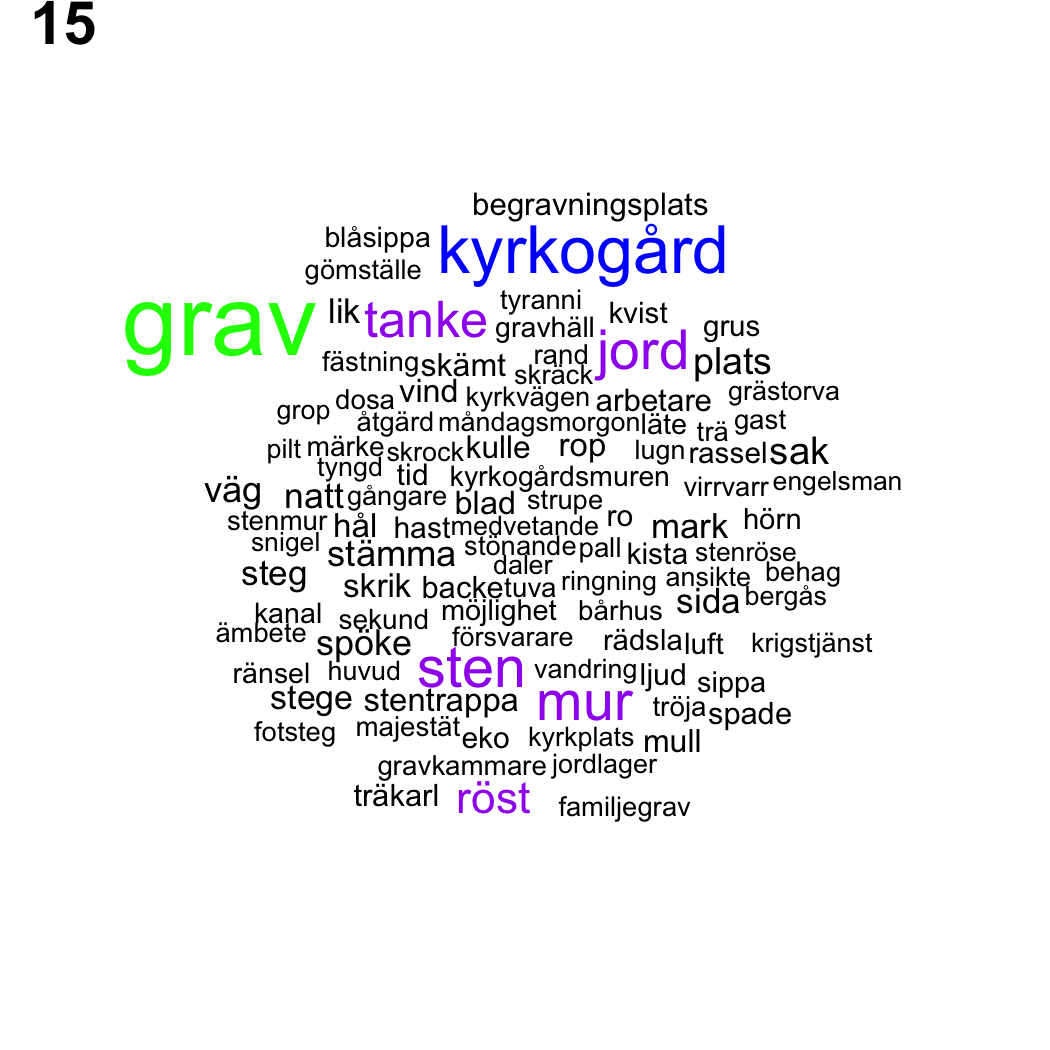 15
begravningsplats
blåsippa kyrkogård
gömställe
grav lik tanke tyranni kvist
gravhäll grus
fästning skämt rand jord plats
skräck
dosa vind kyrkvägen arbetare grästorva
grop åtgärd måndagsmorgon läte trä gast
pilt märke skrock kulle rop lugn rassel sak
tyngd tid kyrkogårdsmuren virrvarr engelsman
väg natt gångare blad strupe
stenmur hål hast medvetande ro mark hörn
snigel stämma stönande pall kista stenröse
steg daler ansikte behag
skrik backe tuva ringning sida bergås
kanal sekund möjlighet bårhus
ämbete spöke försvarare rädsla luft krigstjänst
ränsel huvud sten vandring ljud sippa
stege stentrappa mur tröja spade
fotsteg majestät eko kyrkplats mull
gravkammare jordlager
träkarl röst familjegrav